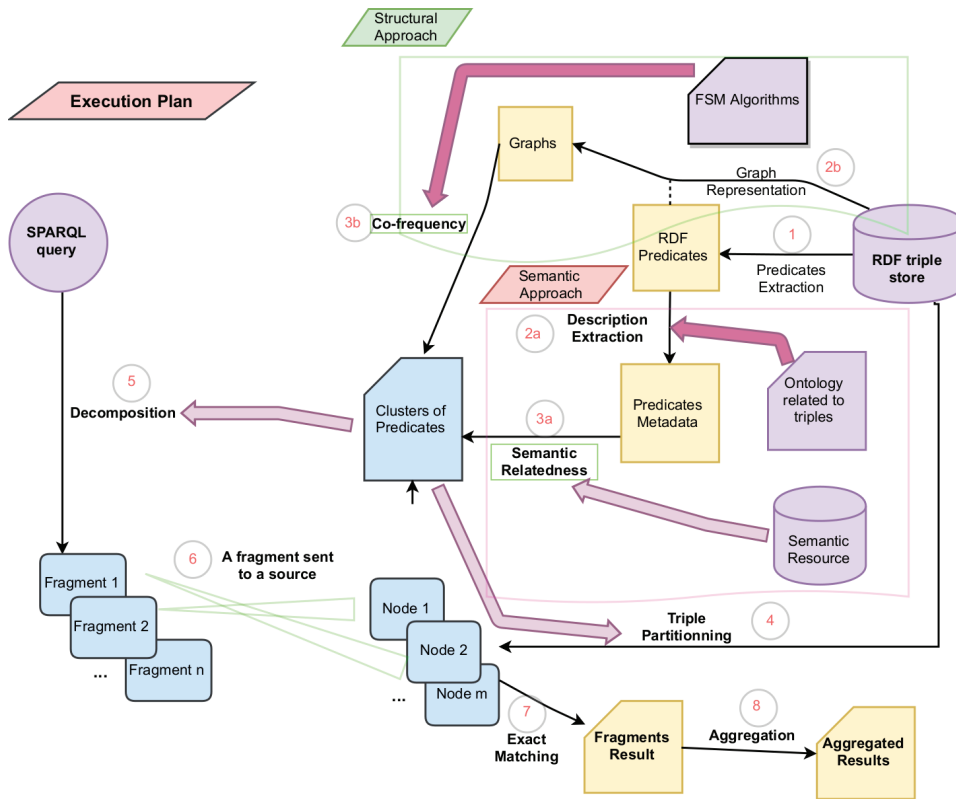 Structural
Approach
Execution Plan
FSM Algorithms
Graphs
2b
Graph
Representation
3b
Co-frequency
SPARQL
query
RDF
Predicates
1
RDF triple
store
Predicates
Extraction
Semantic
Approach
2a
Description
Extraction
5
Decomposition
Clusters of
Predicates
3a
Predicates
Metadata
Ontology
related to
triples
Semantic
Relatedness
Semantic
Resource
6
A fragment sent
to a source
Fragment 1
Fragment 2
Fragment n
...
Node 1
Node 2
Node m
...
Triple
Partitionning
4
7
Exact
Matching
Fragments
Result
8
Aggregation
Aggregated
Results